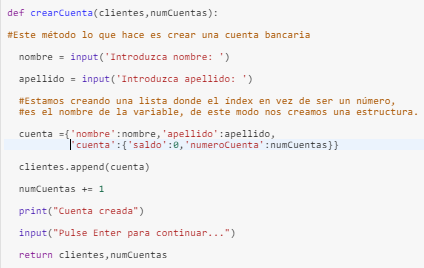 def crearCuenta(clientes,numCuentas):
#Este método lo que hace es crear una cuenta bancaria
nombre = input('Introduzca nombre: ')
apellido = input('Introduzca apellido: ')
#Estamos creando una lista donde el índex en vez de ser un número,
#es el nombre de la variable, de este modo nos creamos una estructura.
cuenta ={'nombre':nombre,'apellido':apellido,
'cuenta':{'saldo':0,'numeroCuenta':numCuentas}}
clientes.append(cuenta)
numCuentas += 1
print("Cuenta creada")
input("Pulse Enter para continuar...")
return clientes,numCuentas